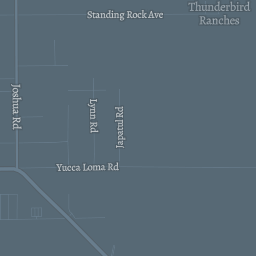 Thunderbird
Ranches
Standing Rock Ave
Joshua Rd
Lynn Rd
Japatul Rd
Yucca Loma Rd